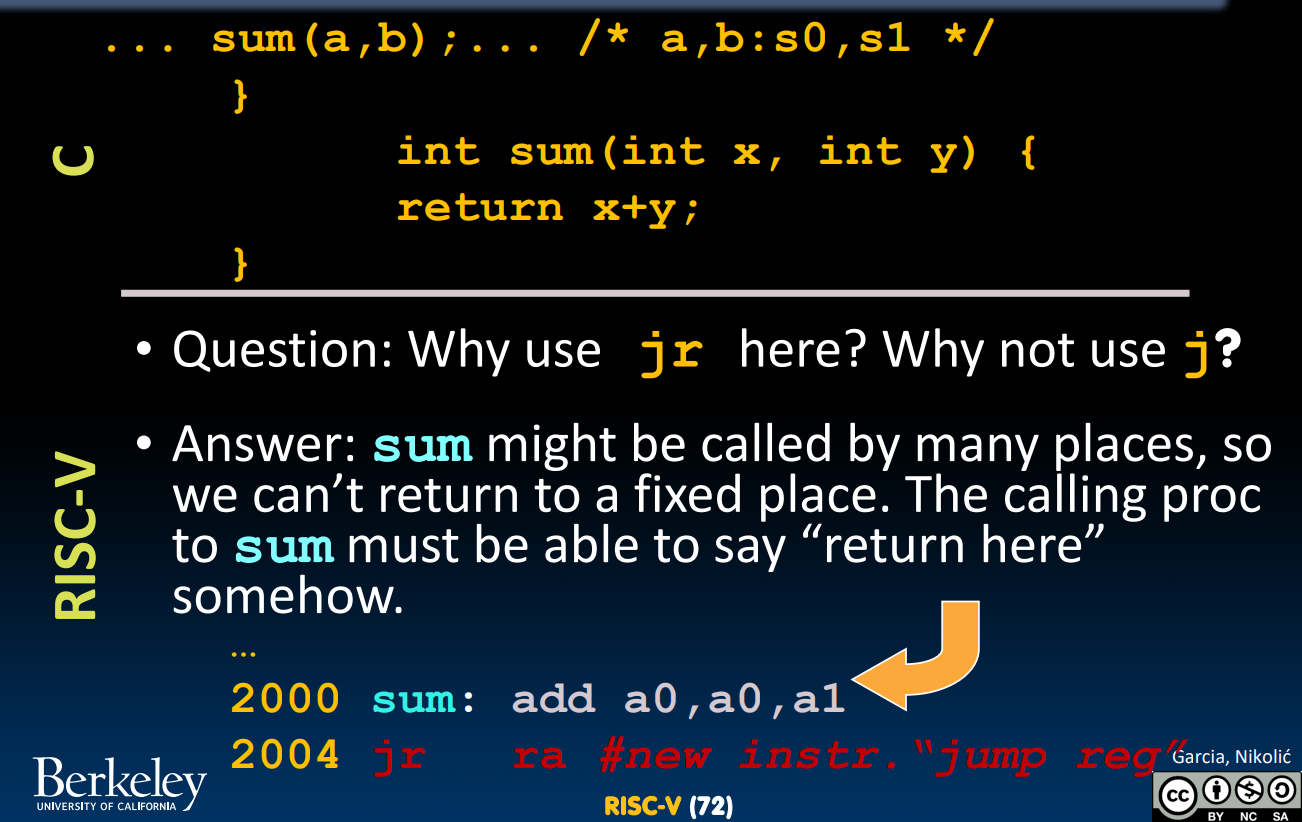 ... sum(a,b);... /* a,b:s0,s1 */
}
C
int sum(int x, int y) {
return x+y;
}
• Question: Why use jr here? Why not use j?
RISC-V
• Answer: sum might be called by many places, so
we can’t return to a fixed place. The calling proc
to sum must be able to say “return here”
somehow.
…
2000 sum: add a0,a0,a1
2004 jr ra #new instr.“jump reg”
Garcia, Nikolić
Berkeley
UNIVERSITY OF CALIFORNIA
RISC-V (72)
cc
BY NC SA